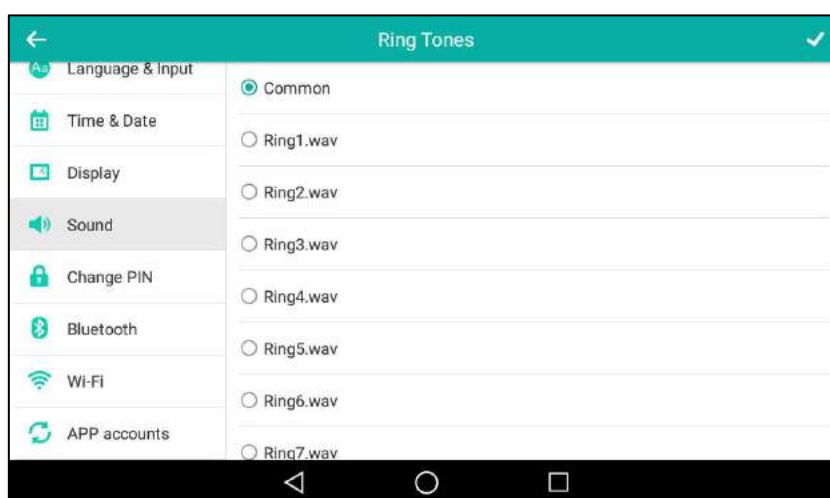 Ring Tones
Language & Input
Time & Date
Display
Sound
Change PIN
Bluetooth
Wi-Fi
APP accounts
Common
Ring1.wav
Ring2.wav
Ring3.wav
Ring4.wav
Ring5.wav
Ring6.wav
Ring7.wav